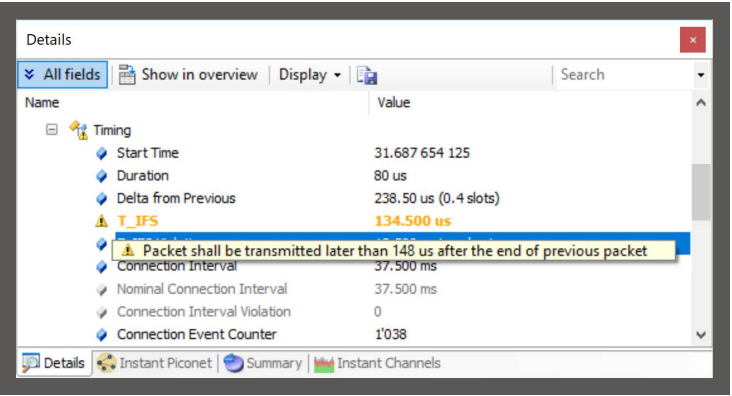 Details
All fields Show in overview Display Search
Name Value
Timing
Start Time 31.687 654 125
Duration 80 us
Delta from Previous 238.50 us (0.4 slots)
T_IFS 134.500 us
Packet shall be transmitted later than 148 us after the end of previous packet
Connection Interval 37.500 ms
Nominal Connection Interval 37.500 ms
Connection Interval Violation 0
Connection Event Counter 1'038
Details Instant Piconet Summary Instant Channels